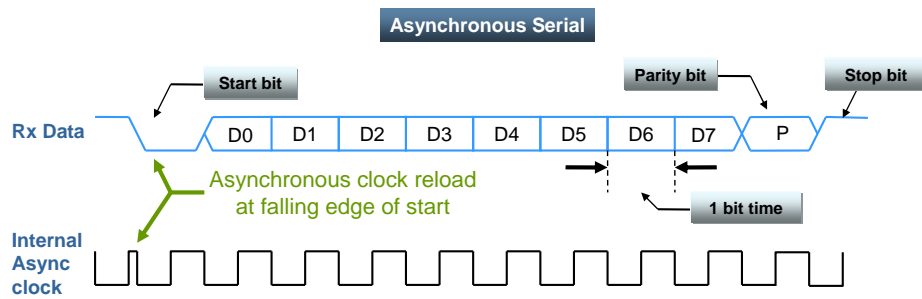 Asynchronous Serial
Start bit
Parity bit
Stop bit
Rx Data
D0 D1 D2 D3 D4 D5 D6 D7 P
Asynchronous clock reload
at falling edge of start
1 bit time
Internal
Async
clock